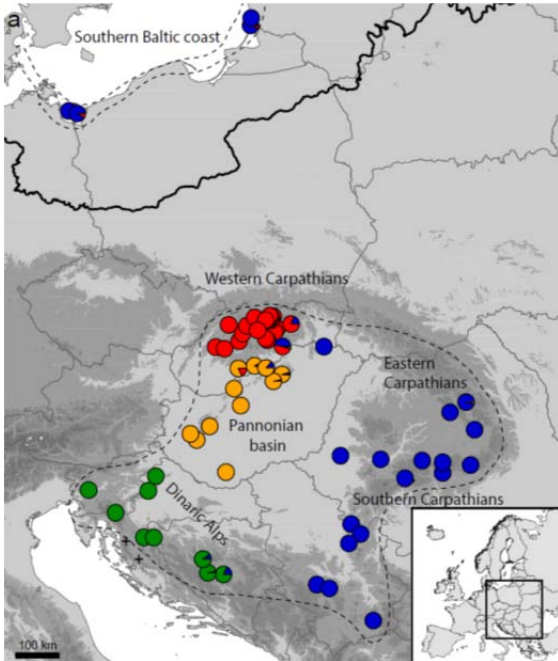 a
Southern Baltic coast
Western Carpathians
Eastern
Carpathians
Pannonian
basin
Southern Carpathians
Dinaric Alps
100 km